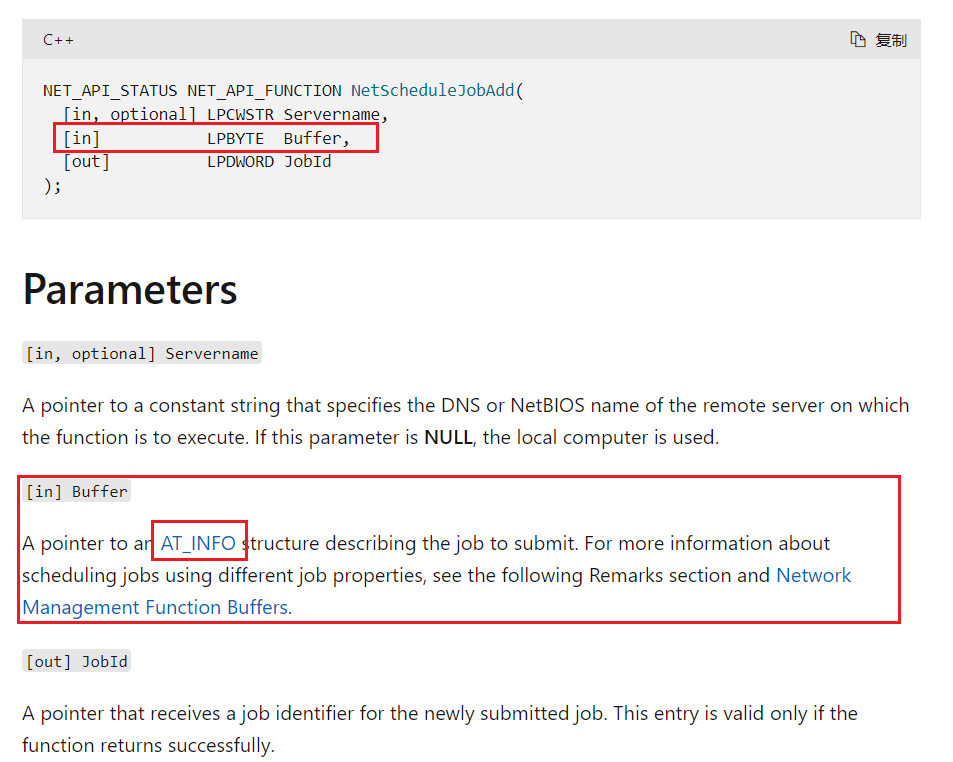 C++ 复制
NET_API_STATUS NET_API_FUNCTION NetScheduleJobAdd(
[in, optional] LPCWSTR Servername,
[in] LPBYTE Buffer,
[out] LPDWORD JobId
);
Parameters
[in, optional] Servername
A pointer to a constant string that specifies the DNS or NetBIOS name of the remote server on which
the function is to execute. If this parameter is NULL, the local computer is used.
[in] Buffer
A pointer to an AT_INFO structure describing the job to submit. For more information about
scheduling jobs using different job properties, see the following Remarks section and Network
Management Function Buffers.
[out] JobId
A pointer that receives a job identifier for the newly submitted job. This entry is valid only if the
function returns successfully.